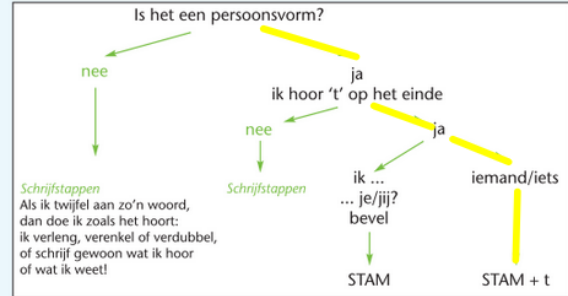 Is het een persoonsvorm?
nee
ja
ik hoor ‘t’ op het einde
nee
ja
Schrijfstappen
Als ik twijfel aan zo’n woord,
dan doe ik zoals het hoort:
ik verleng, verenkel of verdubbel,
of schrijf gewoon wat ik hoor
of wat ik weet!
Schrijfstappen
ik ...
... je/jij?
bevel
iemand/iets
STAM
STAM + t